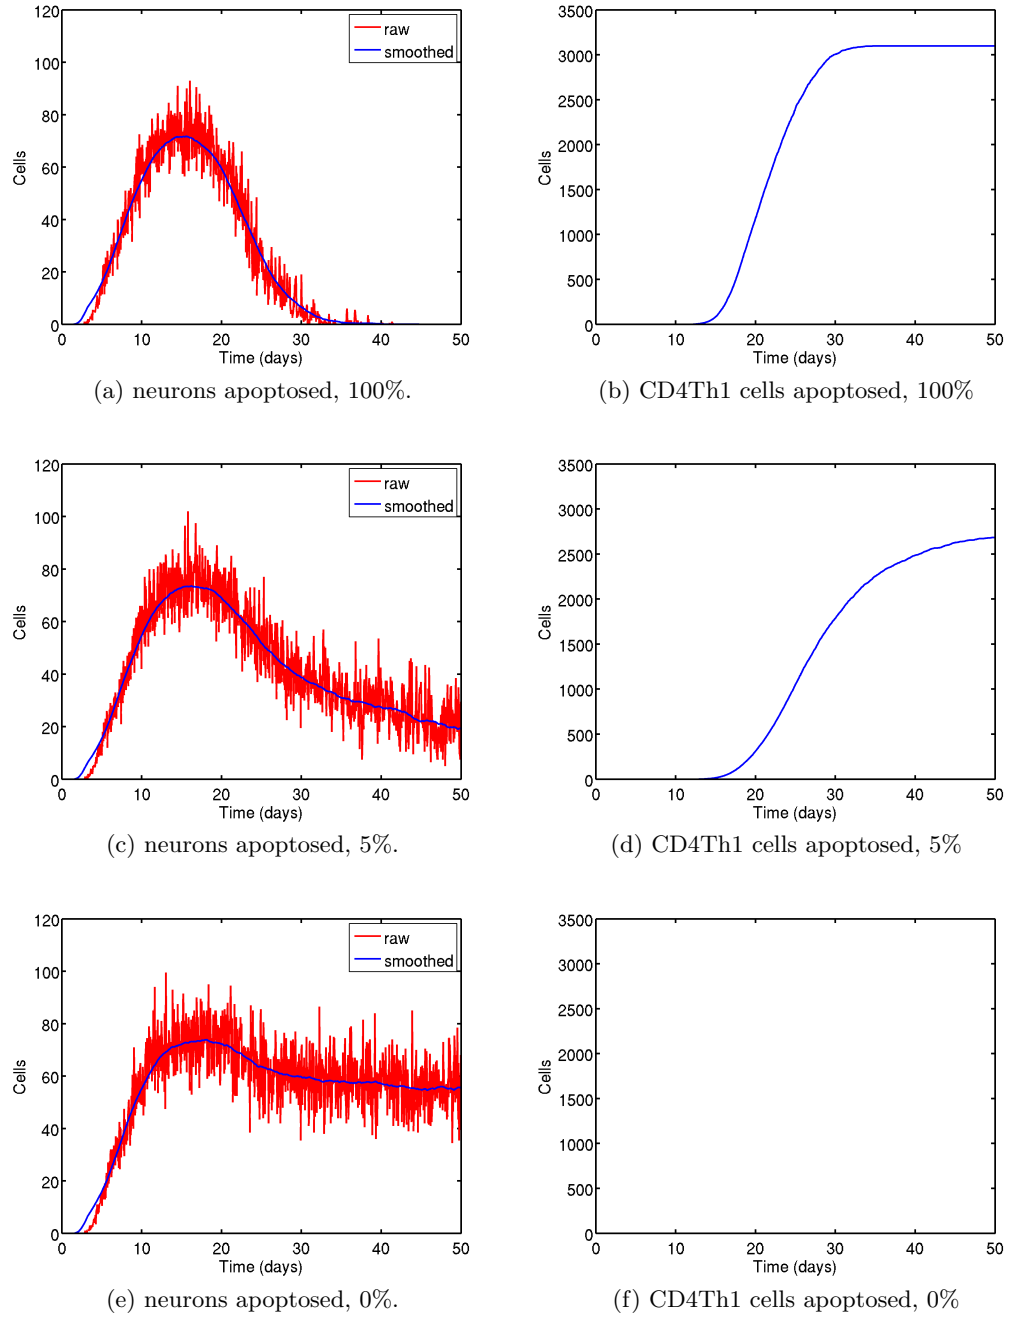 120
100
80
60
40
20
0
Cells
raw
smoothed
0 10 20 30 40 50
Time (days)
(a) neurons apoptosed, 100%.
3500
3000
2500
2000
1500
1000
500
0
Cells
0 10 20 30 40 50
Time (days)
(b) CD4Th1 cells apoptosed, 100%
120
100
80
60
40
20
0
Cells
raw
smoothed
0 10 20 30 40 50
Time (days)
(c) neurons apoptosed, 5%.
3500
3000
2500
2000
1500
1000
500
0
Cells
0 10 20 30 40 50
Time (days)
(d) CD4Th1 cells apoptosed, 5%
120
100
80
60
40
20
0
Cells
raw
smoothed
0 10 20 30 40 50
Time (days)
(e) neurons apoptosed, 0%.
3500
3000
2500
2000
1500
1000
500
0
Cells
0 10 20 30 40 50
Time (days)
(f) CD4Th1 cells apoptosed, 0%